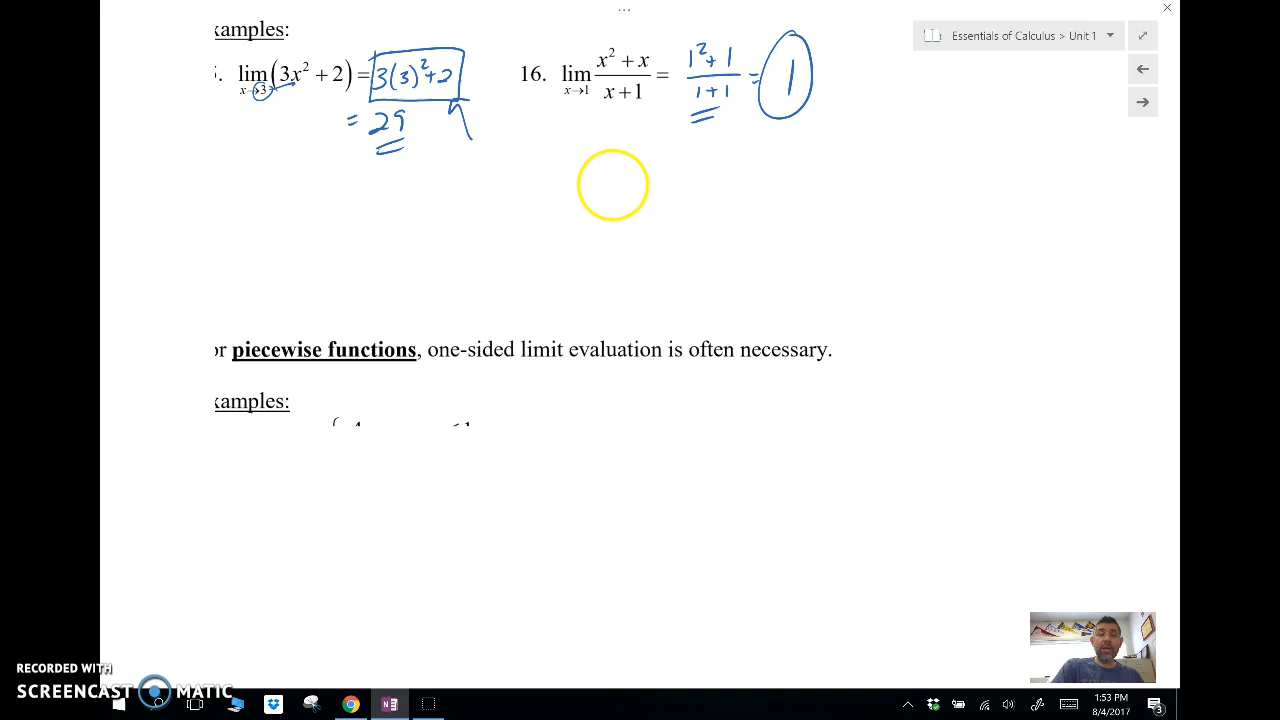 xamples:
Essentials of Calculus > Unit 1
5. lim x→3 (3x² + 2) = 3(3)²+2
= 29
16. lim x→1 (x² + x)/(x + 1) = (1²+1)/(1+1) = 1
or piecewise functions, one-sided limit evaluation is often necessary.
xamples:
RECORDED WITH
SCREENCAST MATIC
1:53 PM
8/4/2017
3